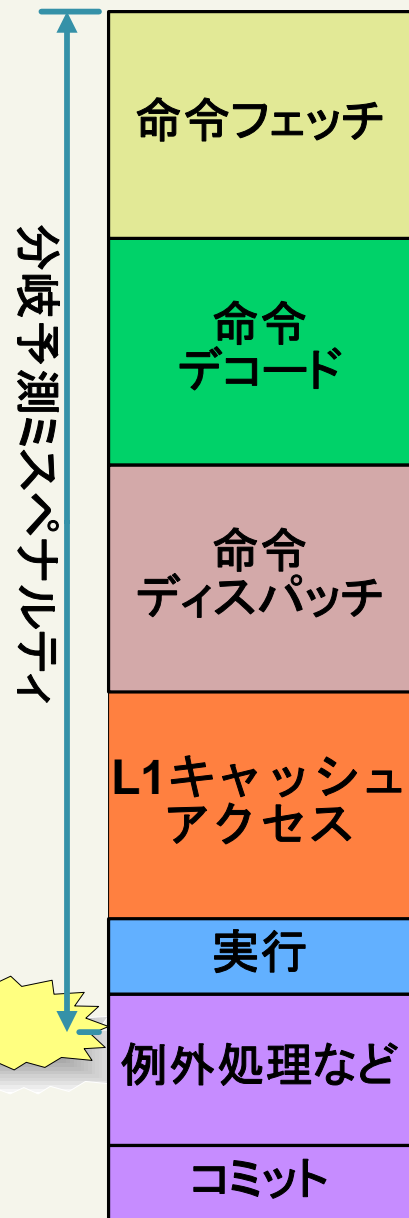 分岐予測ミスペナルティ
命令フェッチ
命令
デコード
命令
ディスパッチ
L1キャッシュ
アクセス
実行
例外処理など
コミット